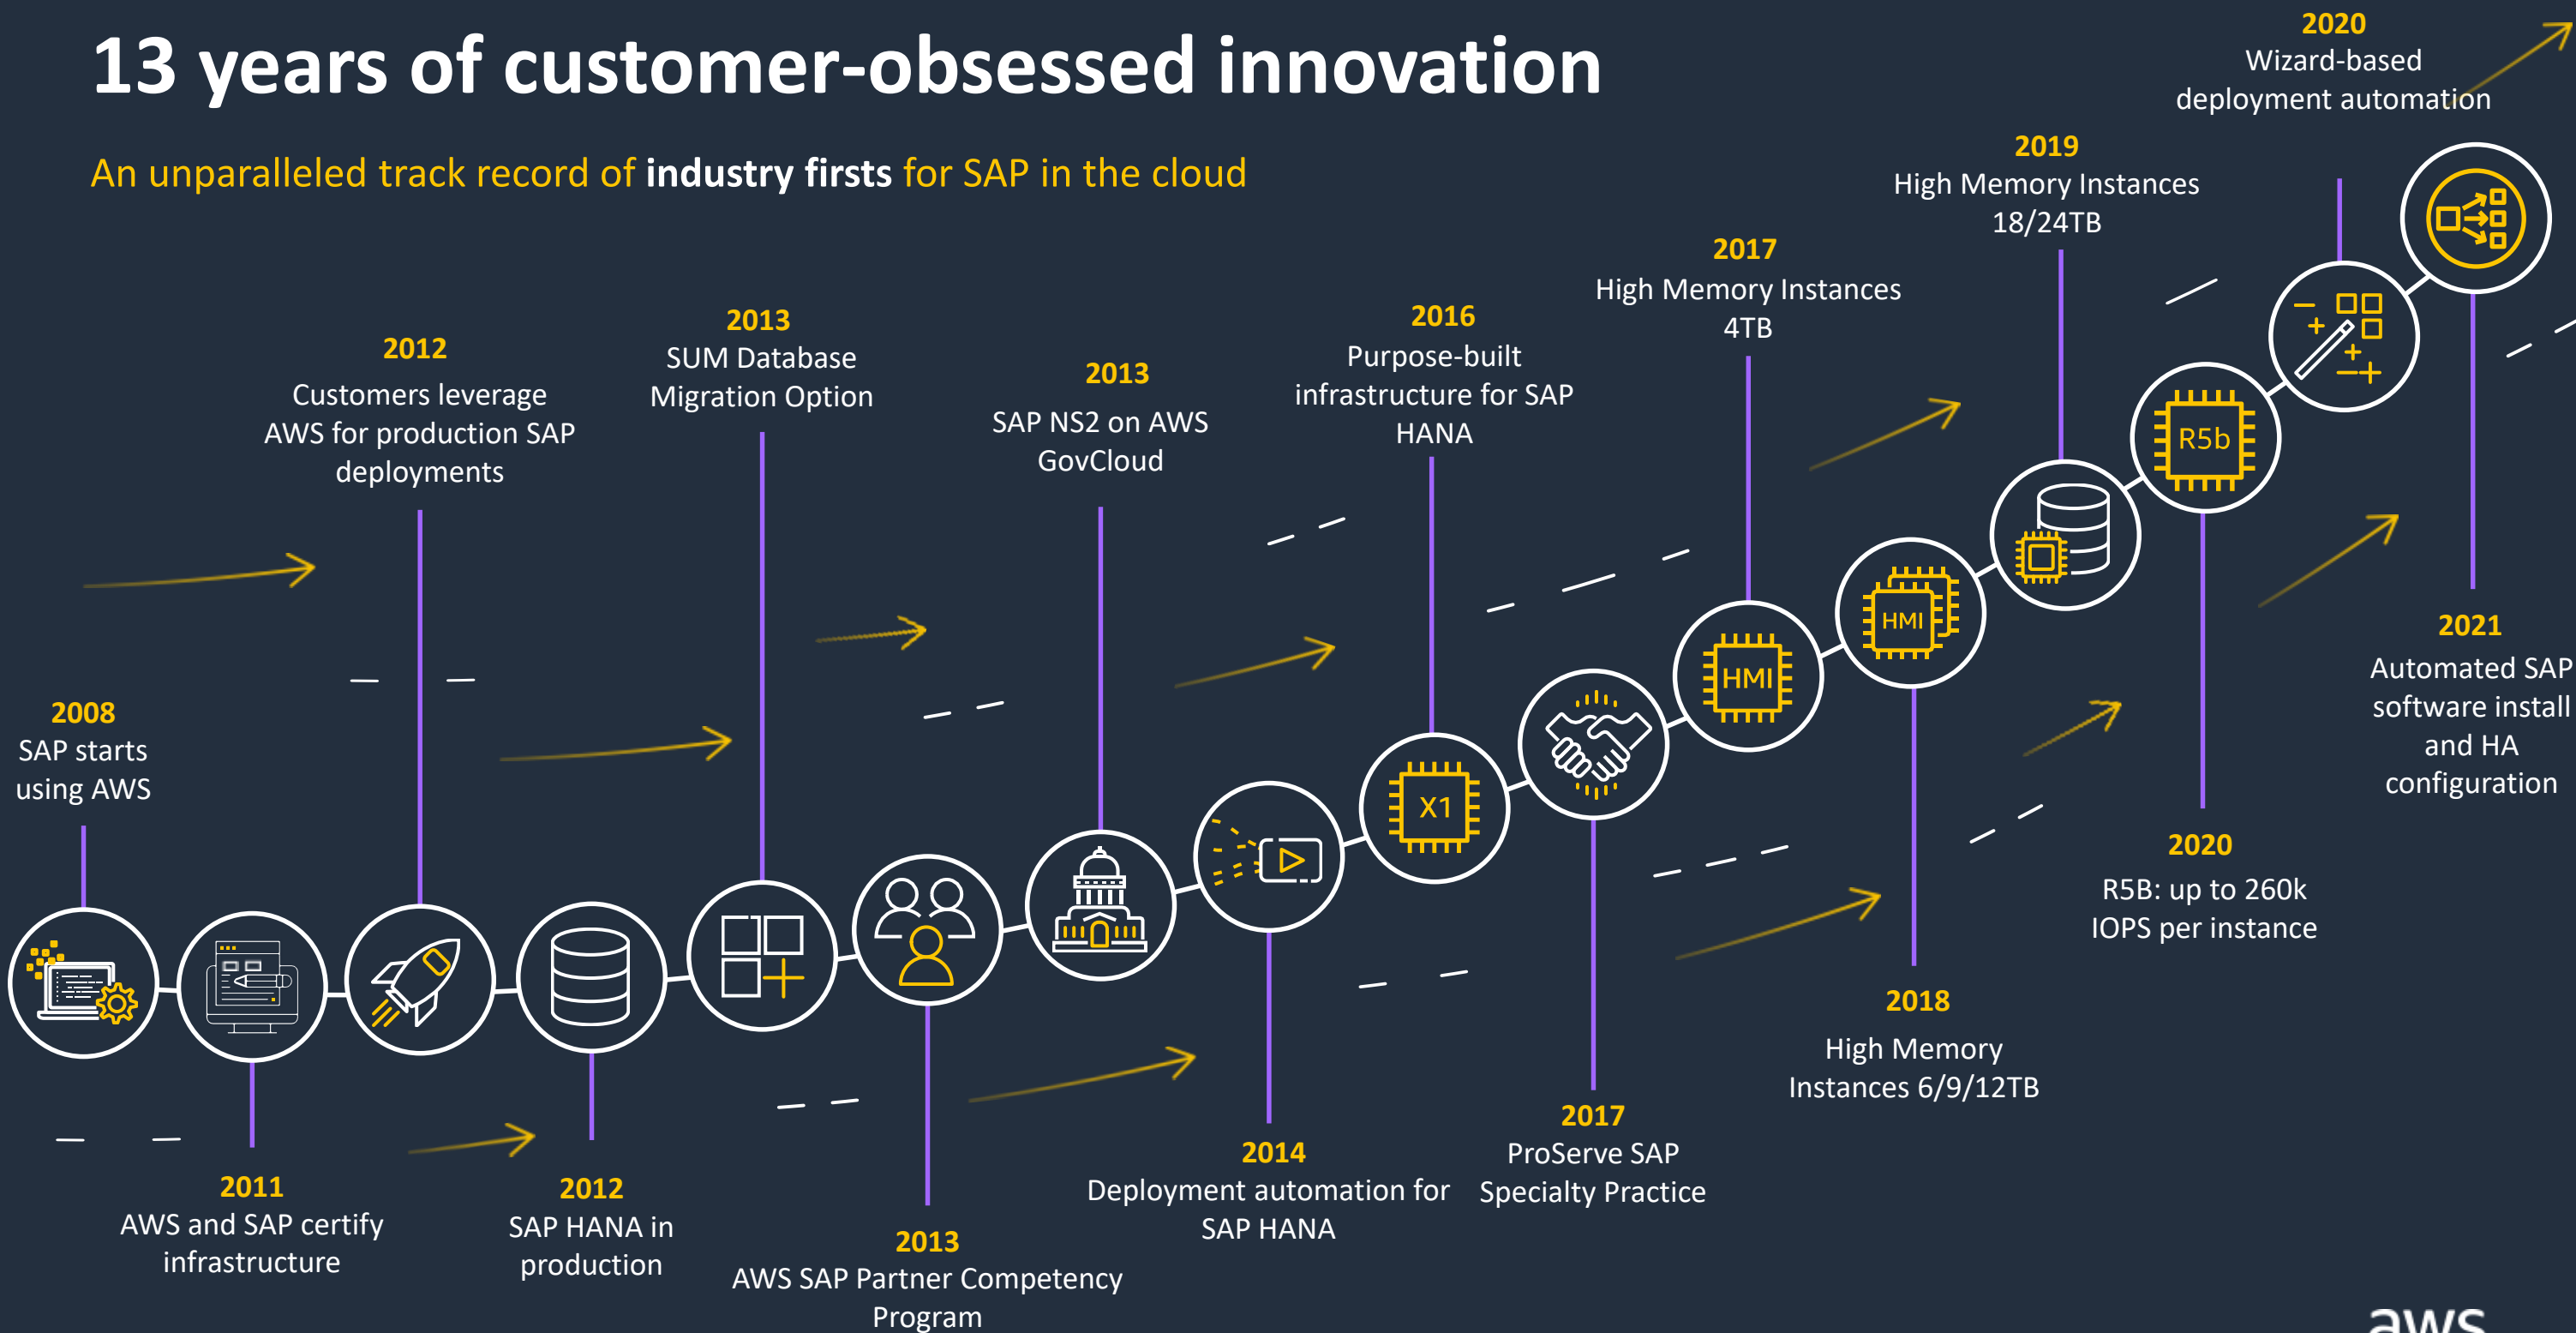 13 years of customer-obsessed innovation
An unparalleled track record of industry firsts for SAP in the cloud
2008
SAP starts
using AWS
2011
AWS and SAP certify
infrastructure
2012
Customers leverage
AWS for production SAP
deployments
2012
SAP HANA in
production
2013
SUM Database
Migration Option
2013
AWS SAP Partner Competency
Program
2013
SAP NS2 on AWS
GovCloud
2014
Deployment automation for
SAP HANA
2016
Purpose-built
infrastructure for SAP
HANA
X1
2017
ProServe SAP
Specialty Practice
2017
High Memory Instances
4TB
HMI
HMI
2018
High Memory
Instances 6/9/12TB
2019
High Memory Instances
18/24TB
R5b
2020
R5B: up to 260k
IOPS per instance
2020
Wizard-based
deployment automation
2021
Automated SAP
software install
and HA
configuration
aws